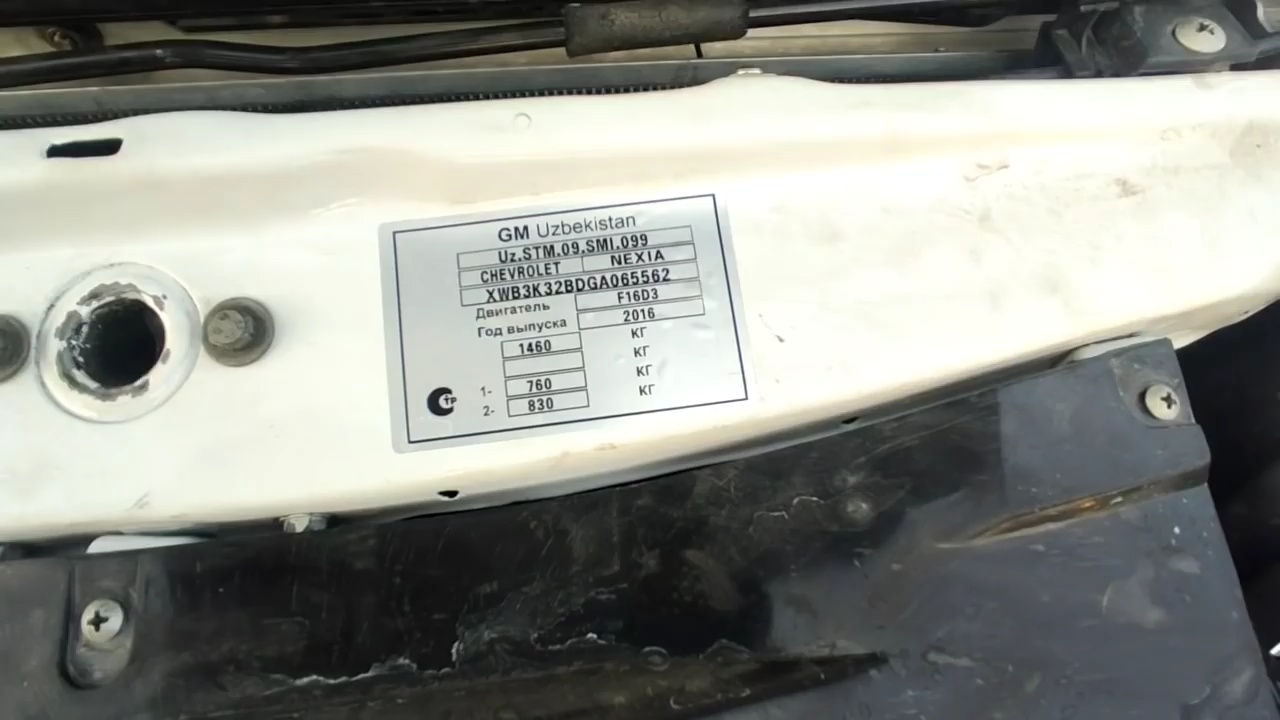 GM Uzbekistan
Uz.STM.09.SMI.099
CHEVROLET NEXIA
XWB3K32BDGA065562
Двигатель F16D3
Год выпуска 2016
1460 КГ
КГ
1- 760 КГ
2- 830 КГ
СТР